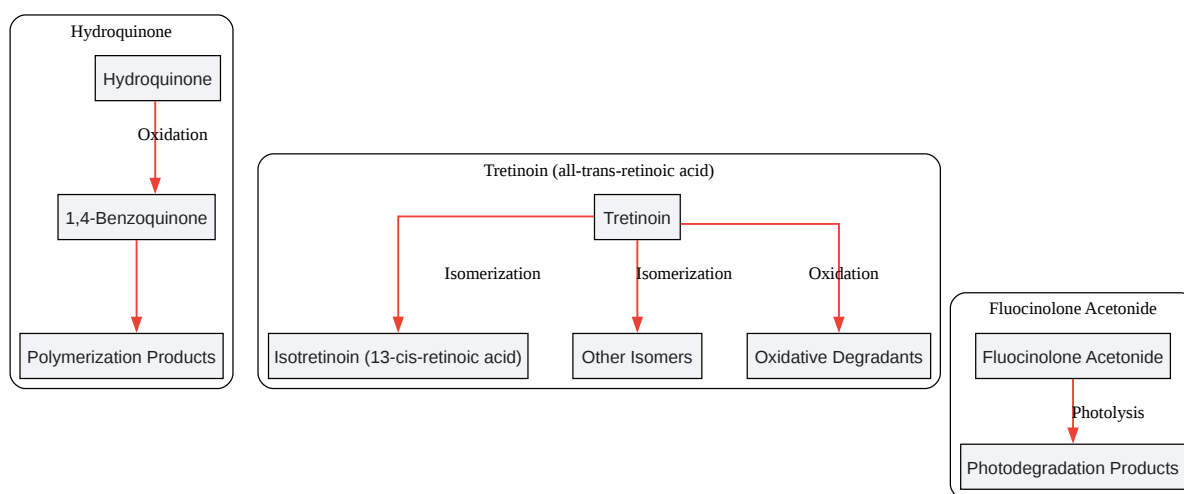 Hydroquinone
Hydroquinone
Oxidation
1,4-Benzoquinone
Polymerization Products
Tretinoin (all-trans-retinoic acid)
Tretinoin
Isomerization
Isomerization
Oxidation
Isotretinoin (13-cis-retinoic acid)
Other Isomers
Oxidative Degradants
Fluocinolone Acetonide
Fluocinolone Acetonide
Photolysis
Photodegradation Products